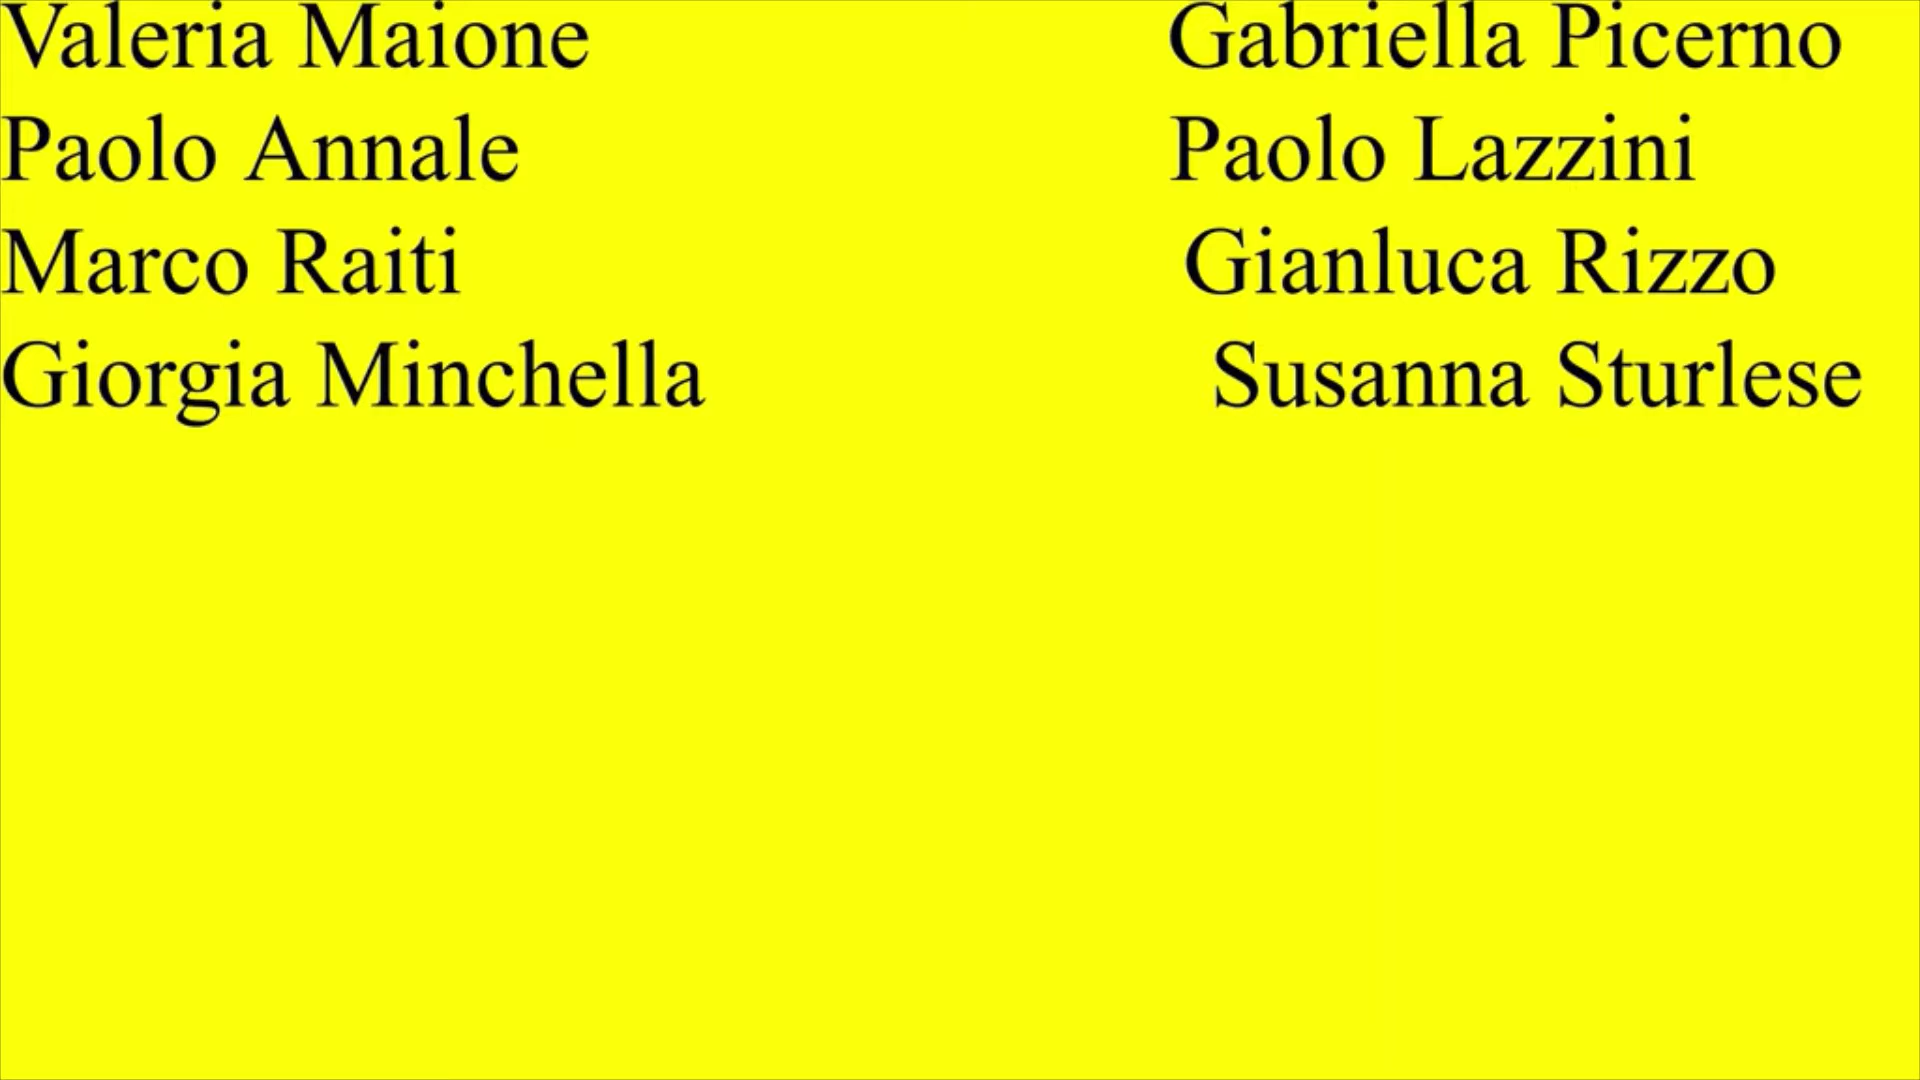 Valeria Maione Gabriella Picerno
Paolo Annale Paolo Lazzini
Marco Raiti Gianluca Rizzo
Giorgia Minchella Susanna Sturlese